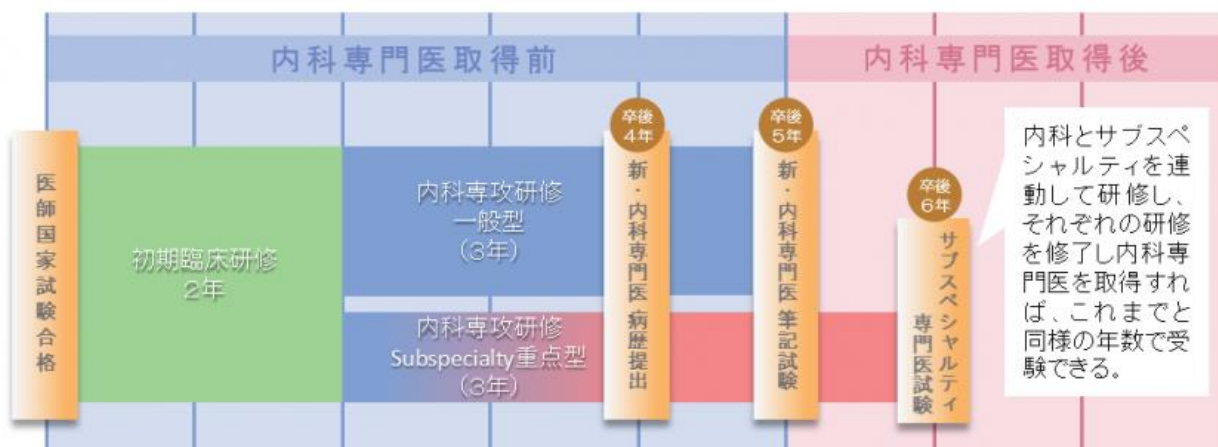 内科専門医取得前
内科専門医取得後
医師国家試験合格
初期臨床研修
2年
内科専攻研修
一般型
(3年)
内科専攻研修
Subspecialty重点型
(3年)
卒後
4年
新・内科専門医 病歴提出
卒後
5年
新・内科専門医 筆記試験
卒後
6年
サブスペシャルティ
専門医試験
内科とサブスペ
シャルティを連
動して研修し、
それぞれの研修
を修了し内科専
門医を取得すれ
ば、これまでと
同様の年数で受
験できる。